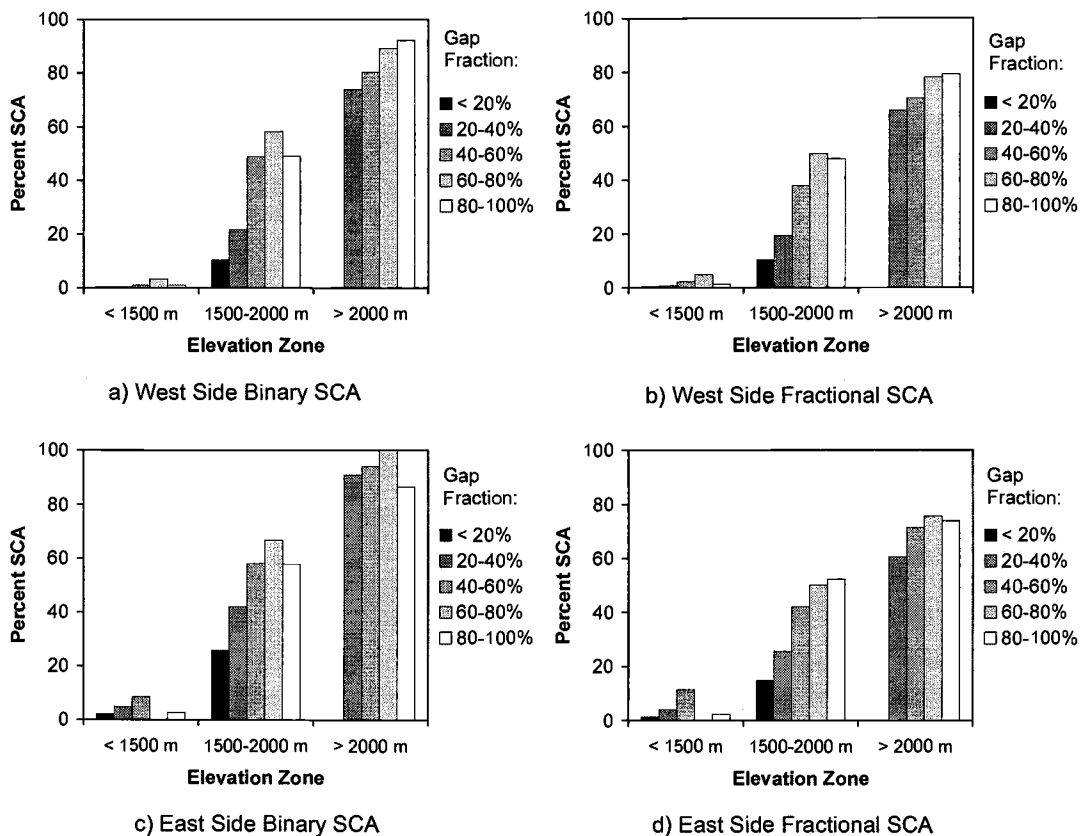 100
80
60
40
20
0
Percent SCA
< 1500 m 1500-2000 m > 2000 m
Elevation Zone
Gap
Fraction:
< 20%
20-40%
40-60%
60-80%
80-100%
a) West Side Binary SCA
100
80
60
40
20
0
Percent SCA
< 1500 m 1500-2000 m > 2000 m
Elevation Zone
Gap
Fraction:
< 20%
20-40%
40-60%
60-80%
80-100%
b) West Side Fractional SCA
100
80
60
40
20
0
Percent SCA
< 1500 m 1500-2000 m > 2000 m
Elevation Zone
Gap
Fraction:
< 20%
20-40%
40-60%
60-80%
80-100%
c) East Side Binary SCA
100
80
60
40
20
0
Percent SCA
< 1500 m 1500-2000 m > 2000 m
Elevation Zone
Gap
Fraction:
< 20%
20-40%
40-60%
60-80%
80-100%
d) East Side Fractional SCA